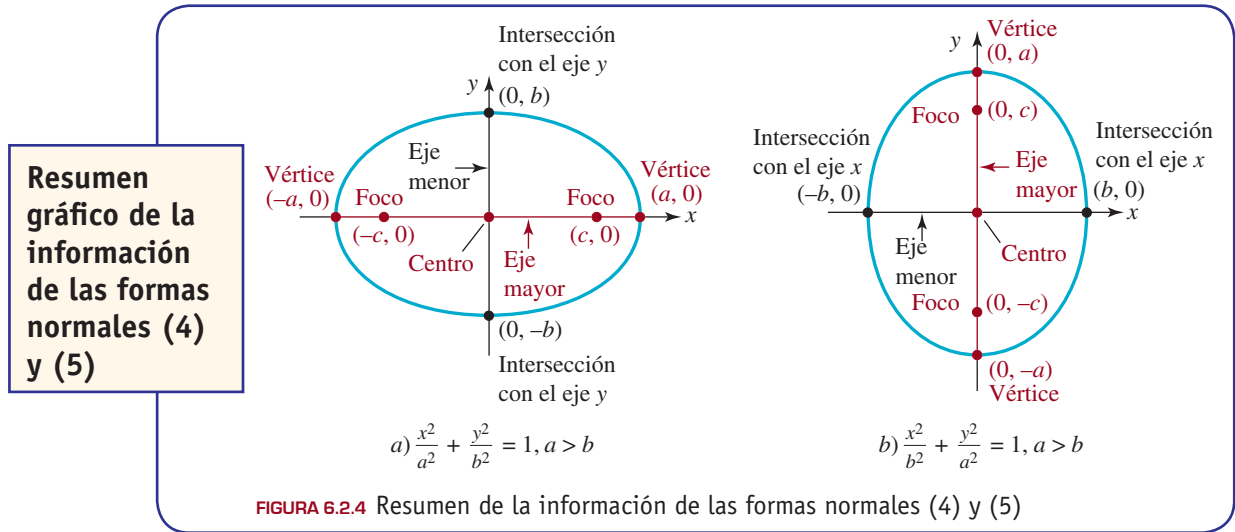 Resumen
gráfico de la
información
de las formas
normales (4)
y (5)
Intersección
con el eje y
y
(0, b)
Eje
menor
Vértice
(–a, 0)
Foco
(–c, 0)
Centro
Foco
(c, 0)
Vértice
(a, 0)
x
Eje
mayor
(0, –b)
Intersección
con el eje y
a) x²/a² + y²/b² = 1, a > b
Vértice
y
(0, a)
Foco
(0, c)
Intersección
con el eje x
(–b, 0)
Eje
mayor
Intersección
con el eje x
(b, 0)
x
Eje
menor
Centro
Foco
(0, –c)
(0, –a)
Vértice
b) x²/b² + y²/a² = 1, a > b
FIGURA 6.2.4 Resumen de la información de las formas normales (4) y (5)